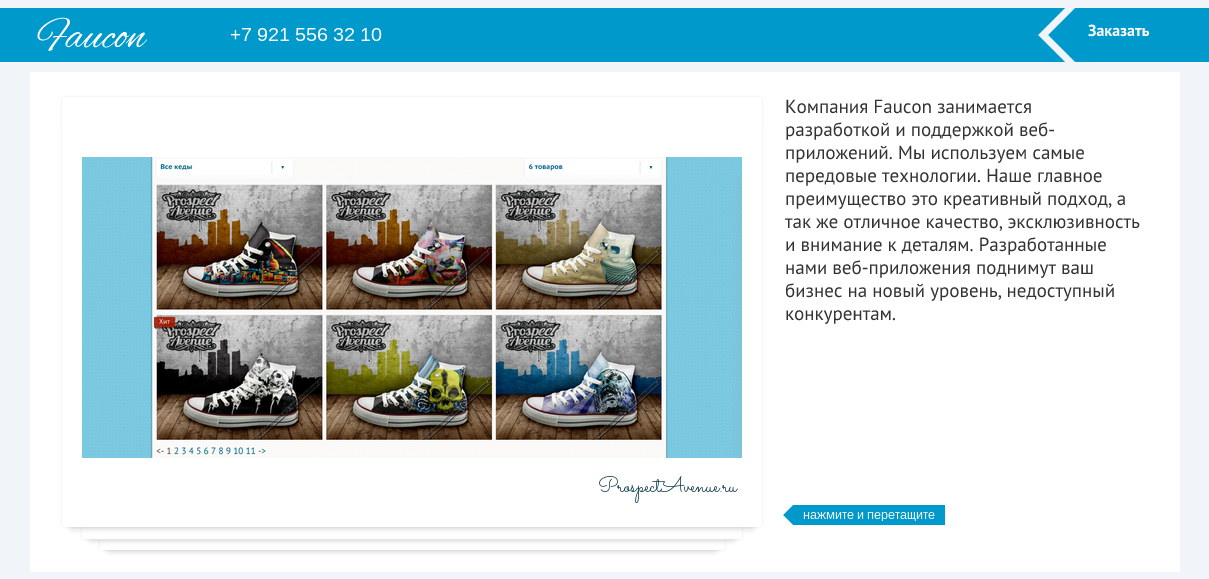 Faucon
+7 921 556 32 10
Заказать
Компания Faucon занимается
разработкой и поддержкой веб-
приложений. Мы используем самые
передовые технологии. Наше главное
преимущество это креативный подход, а
так же отличное качество, эксклюзивность
и внимание к деталям. Разработанные
нами веб-приложения поднимут ваш
бизнес на новый уровень, недоступный
конкурентам.
Все кеды
6 товаров
Prospect
Avenue
Prospect
Avenue
Prospect
Avenue
Хит
Prospect
Avenue
Prospect
Avenue
Prospect
Avenue
<- 1 2 3 4 5 6 7 8 9 10 11 ->
ProspectAvenue.ru
нажмите и перетащите